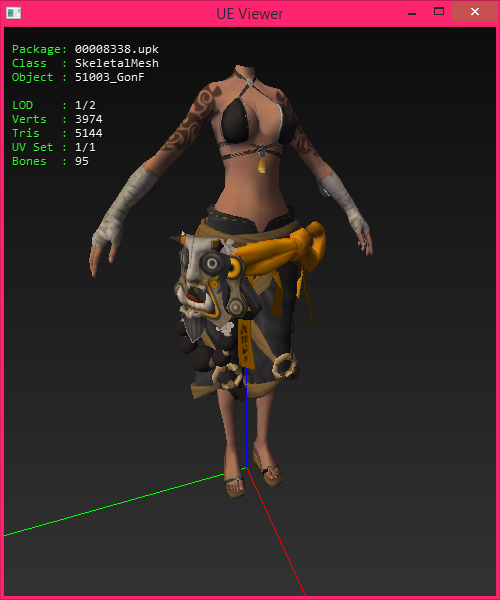 UE Viewer
Package: 00008338.upk
Class : SkeletalMesh
Object : 51003_GonF
LOD : 1/2
Verts : 3974
Tris : 5144
UV Set : 1/1
Bones : 95